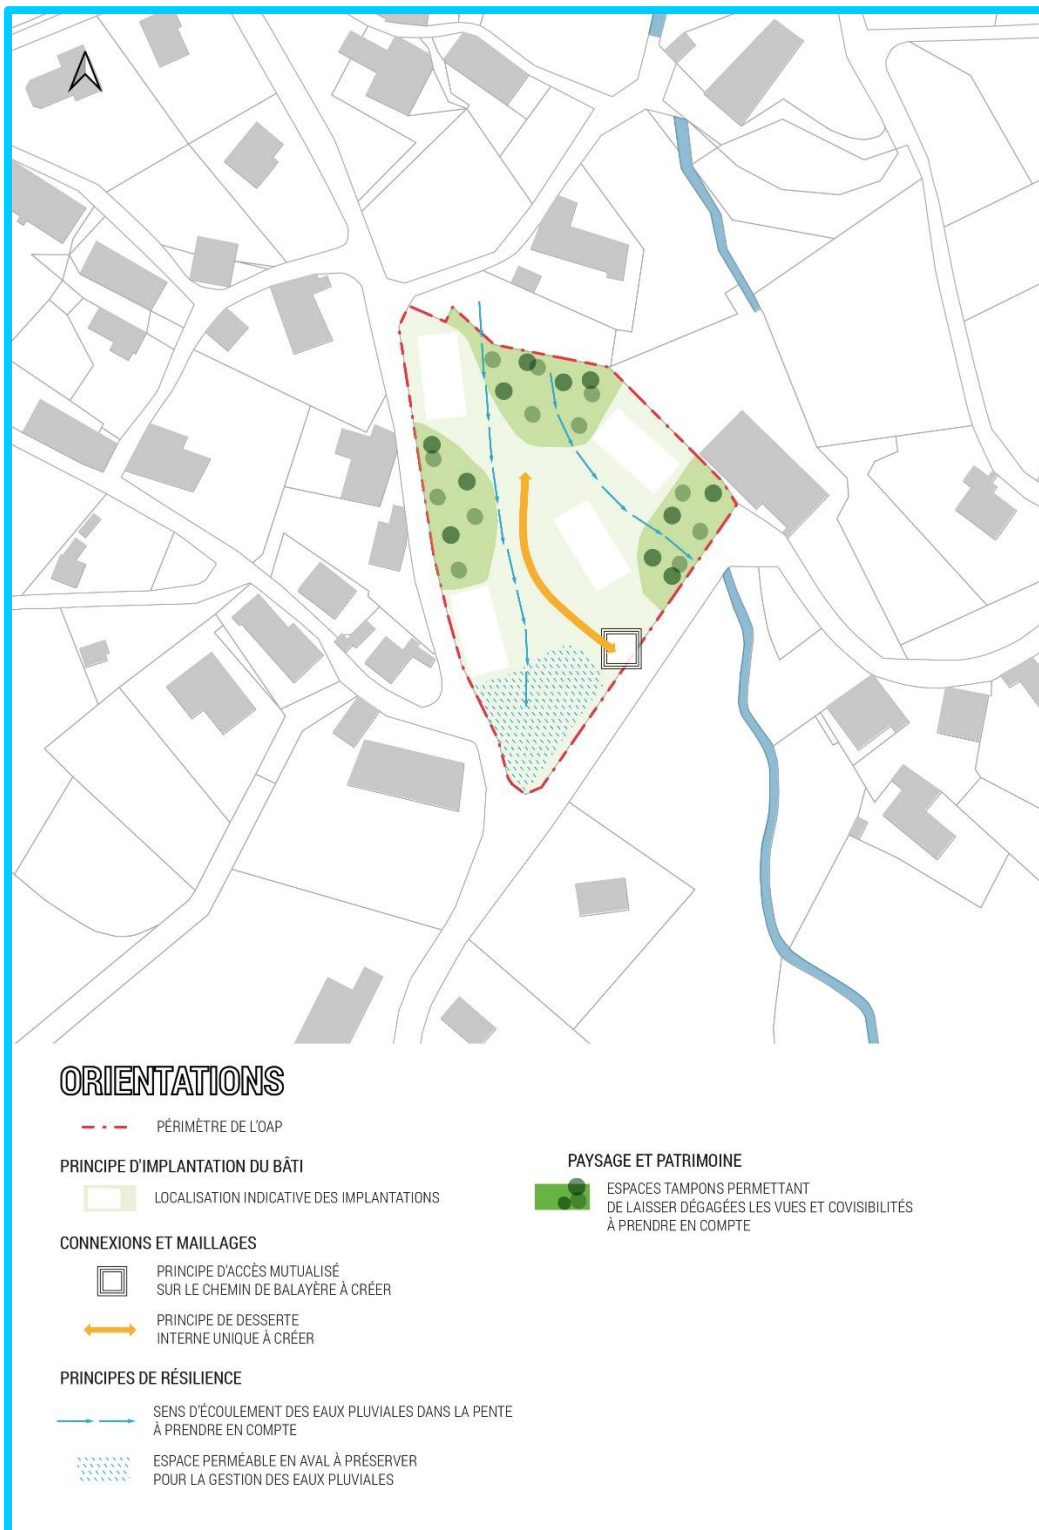 ORIENTATIONS
PÉRIMÈTRE DE L'OAP
PRINCIPE D'IMPLANTATION DU BÂTI
LOCALISATION INDICATIVE DES IMPLANTATIONS
CONNEXIONS ET MAILLAGES
PRINCIPE D'ACCÈS MUTUALISÉ
SUR LE CHEMIN DE BALAYÈRE À CRÉER
PRINCIPE DE DESSERTE
INTERNE UNIQUE À CRÉER
PRINCIPES DE RÉSILIENCE
SENS D'ÉCOULEMENT DES EAUX PLUVIALES DANS LA PENTE
À PRENDRE EN COMPTE
ESPACE PERMÉABLE EN AVAL À PRÉSERVER
POUR LA GESTION DES EAUX PLUVIALES
PAYSAGE ET PATRIMOINE
ESPACES TAMPONS PERMETTANT
DE LAISSER DÉGAGÉES LES VUES ET COVISIBILITÉS
À PRENDRE EN COMPTE